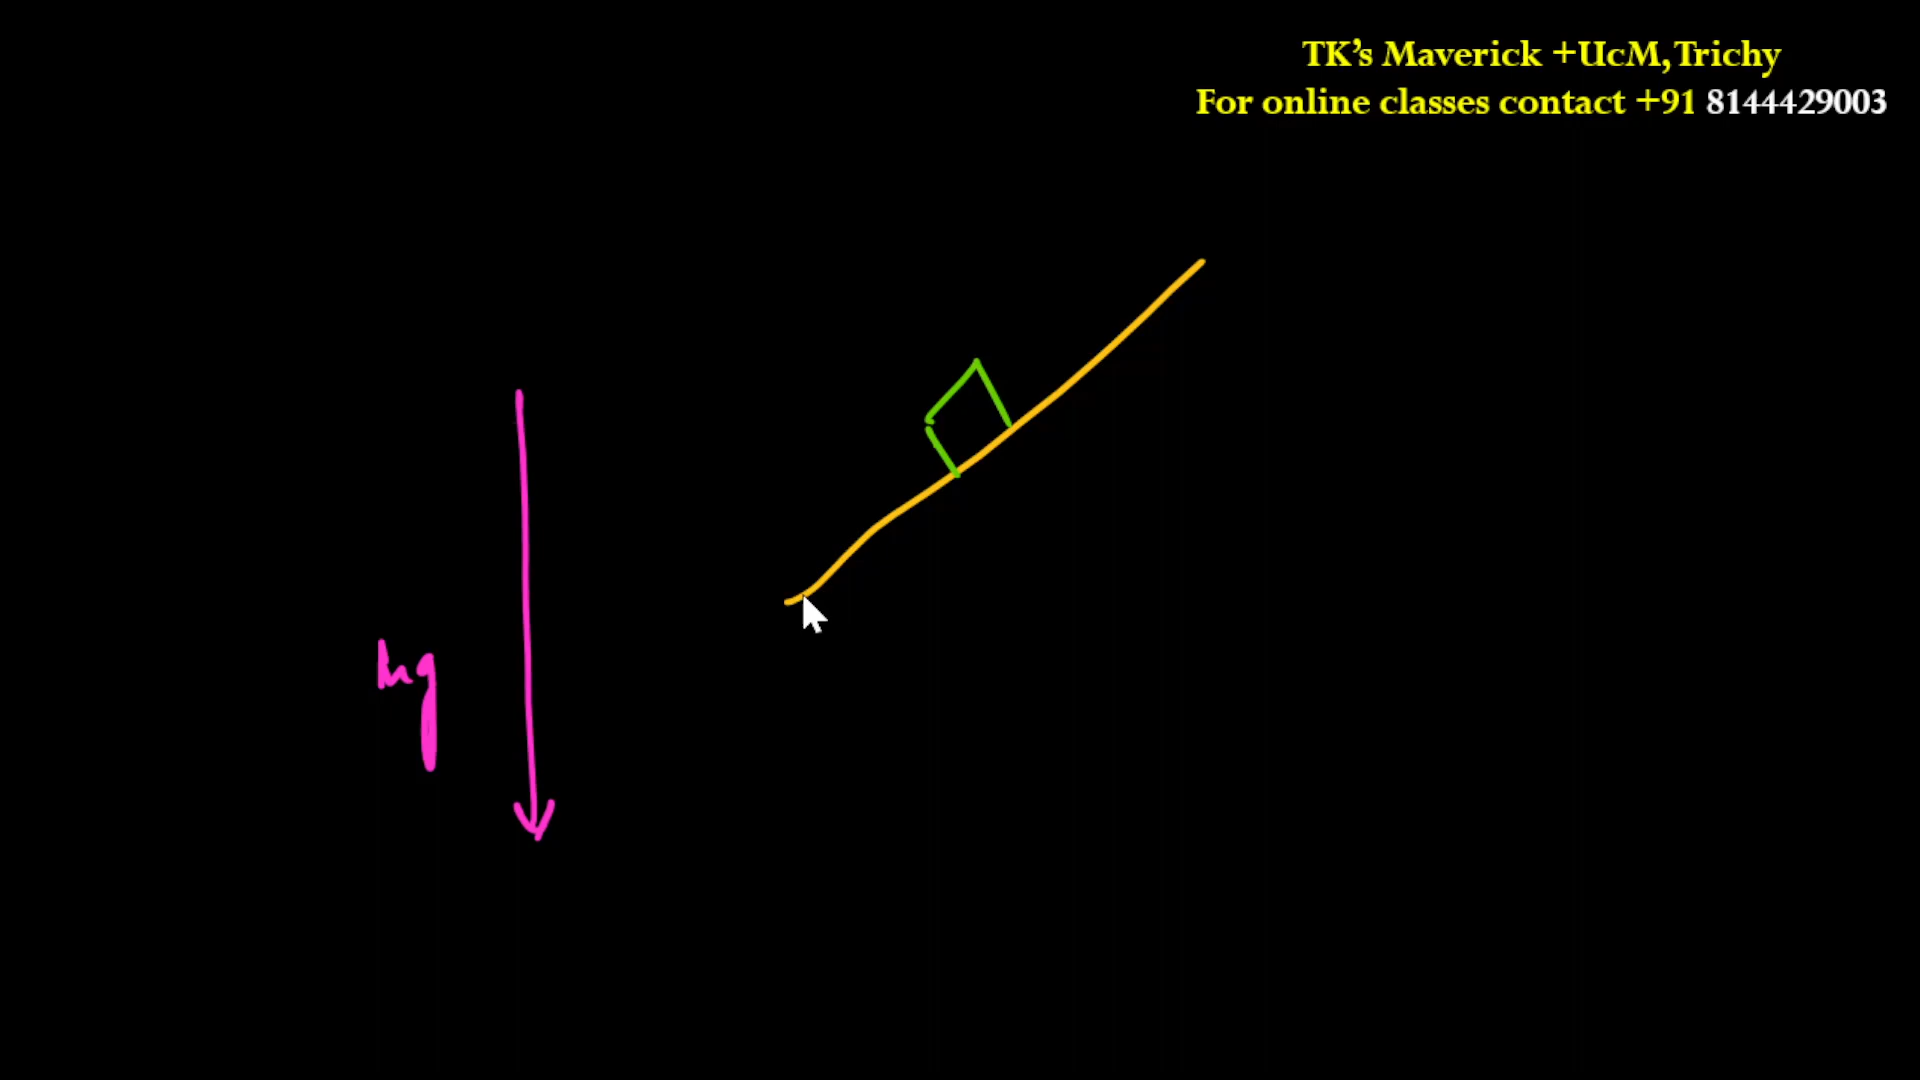 TK's Maverick +UcM, Trichy
For online classes contact +91 8144429003
mg